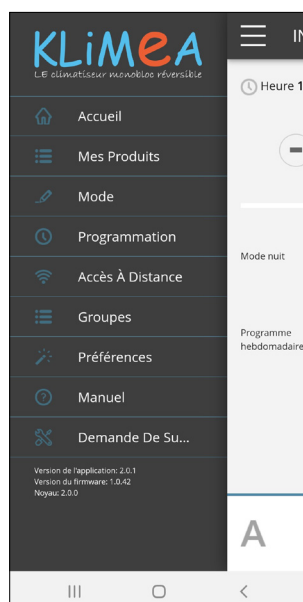 KLiMeA
LE climatiseur monobloc réversible
Accueil
Mes Produits
Mode
Programmation
Accès À Distance
Groupes
Préférences
Manuel
Demande De Su...
Version de l'application: 2.0.1
Version du firmware: 1.0.42
Noyau: 2.0.0
IN
Heure 1
Mode nuit
Programme
hebdomadaire
A